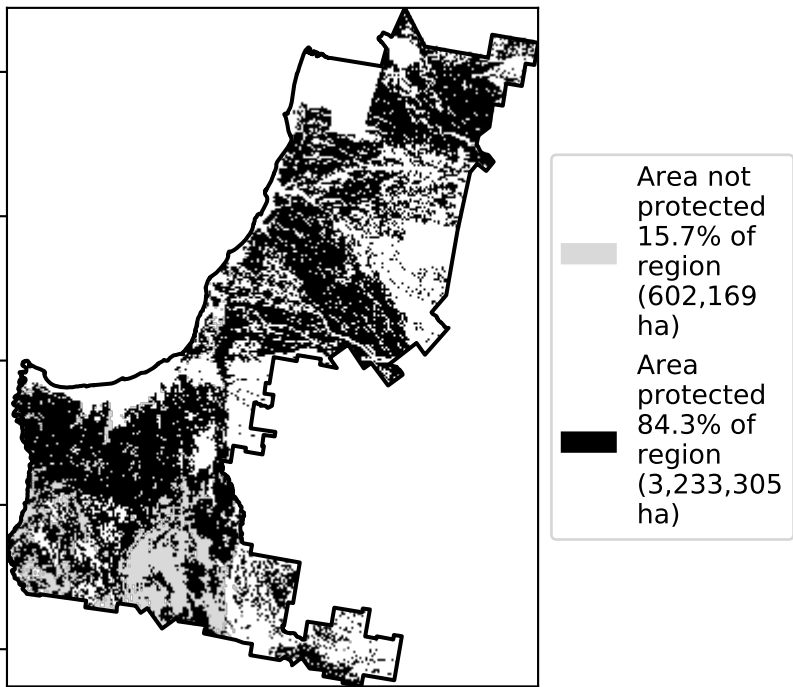 Area not
protected
15.7% of
region
(602,169
ha)
Area
protected
84.3% of
region
(3,233,305
ha)